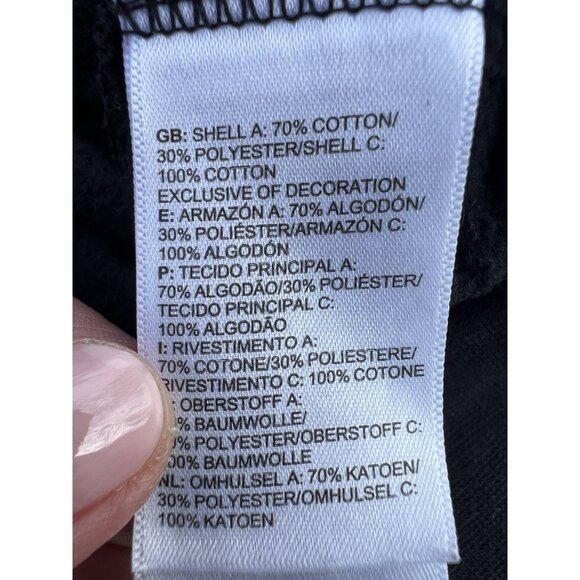 GB: SHELL A: 70% COTTON/
30% POLYESTER/SHELL C:
100% COTTON
EXCLUSIVE OF DECORATION
E: ARMAZÓN A: 70% ALGODÓN/
30% POLIÉSTER/ARMAZÓN C:
100% ALGODÓN
P: TECIDO PRINCIPAL A:
70% ALGODÃO/30% POLIÉSTER/
TECIDO PRINCIPAL C:
100% ALGODÃO
I: RIVESTIMENTO A:
70% COTONE/30% POLIESTERE/
RIVESTIMENTO C: 100% COTONE
OBERSTOFF A:
BAUMWOLLE/
POLYESTER/OBERSTOFF C:
BAUMWOLLE
NL: OMHULSEL A: 70% KATOEN/
30% POLYESTER/OMHULSEL C:
100% KATOEN